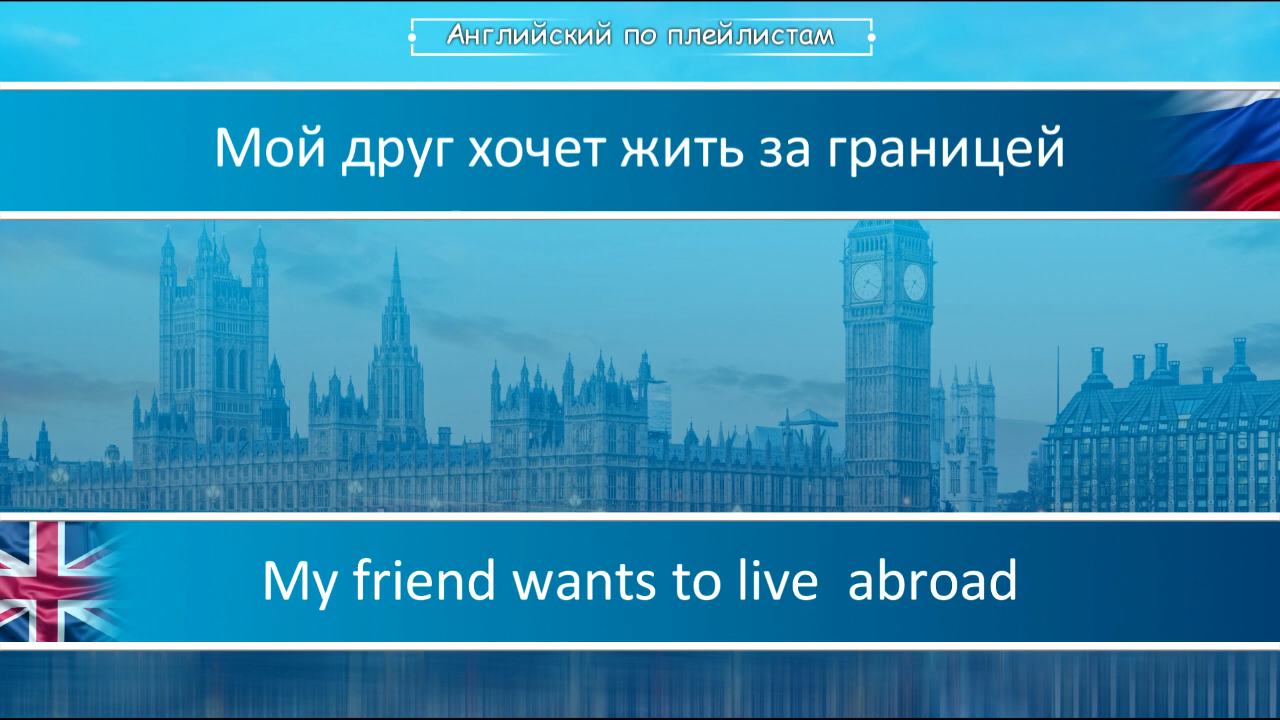 Английский по плейлистам
Мой друг хочет жить за границей
My friend wants to live  abroad